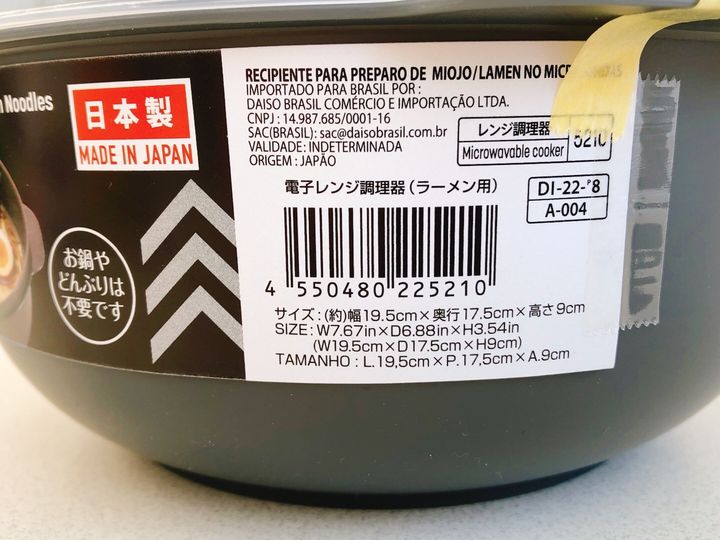 Noodles
日本製
MADE IN JAPAN
お鍋や
どんぶりは
不要です
RECIPIENTE PARA PREPARO DE MIOJO/LAMEN NO
IMPORTADO PARA BRASIL POR :
DAISO BRASIL COMÉRCIO E IMPORTAÇÃO LTDA.
CNPJ : 14.987.685/0001-16
SAC(BRASIL): sac@daisobrasil.com.br
VALIDADE: INDETERMINADA
ORIGEM : JAPÃO
レンジ調理器
Microwavable cooker
5210
電子レンジ調理器（ラーメン用）
A-004
4 550480 225210
サイズ : (約)幅19.5cm×奥行17.5cm×高さ9cm
SIZE : W7.67in×D6.88in×H3.54in
(W19.5cm×D17.5cm×H9cm)
TAMANHO : L.19,5cm×P.17,5cm×A.9cm